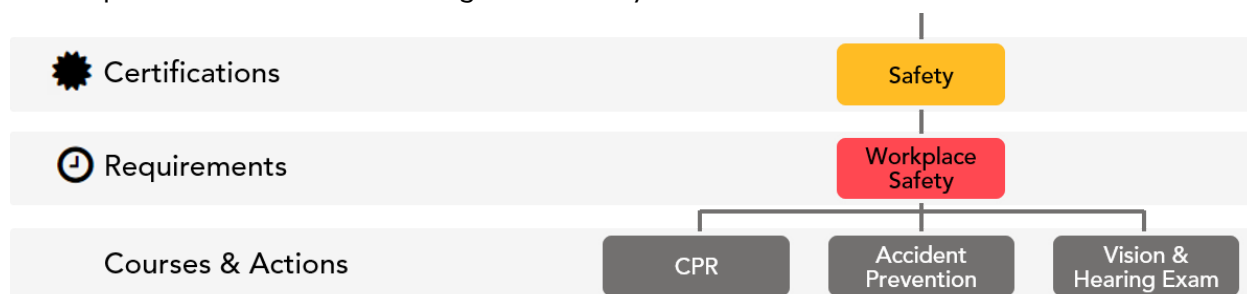 Certifications
Safety
Requirements
Workplace
Safety
Courses & Actions
CPR
Accident
Prevention
Vision &
Hearing Exam